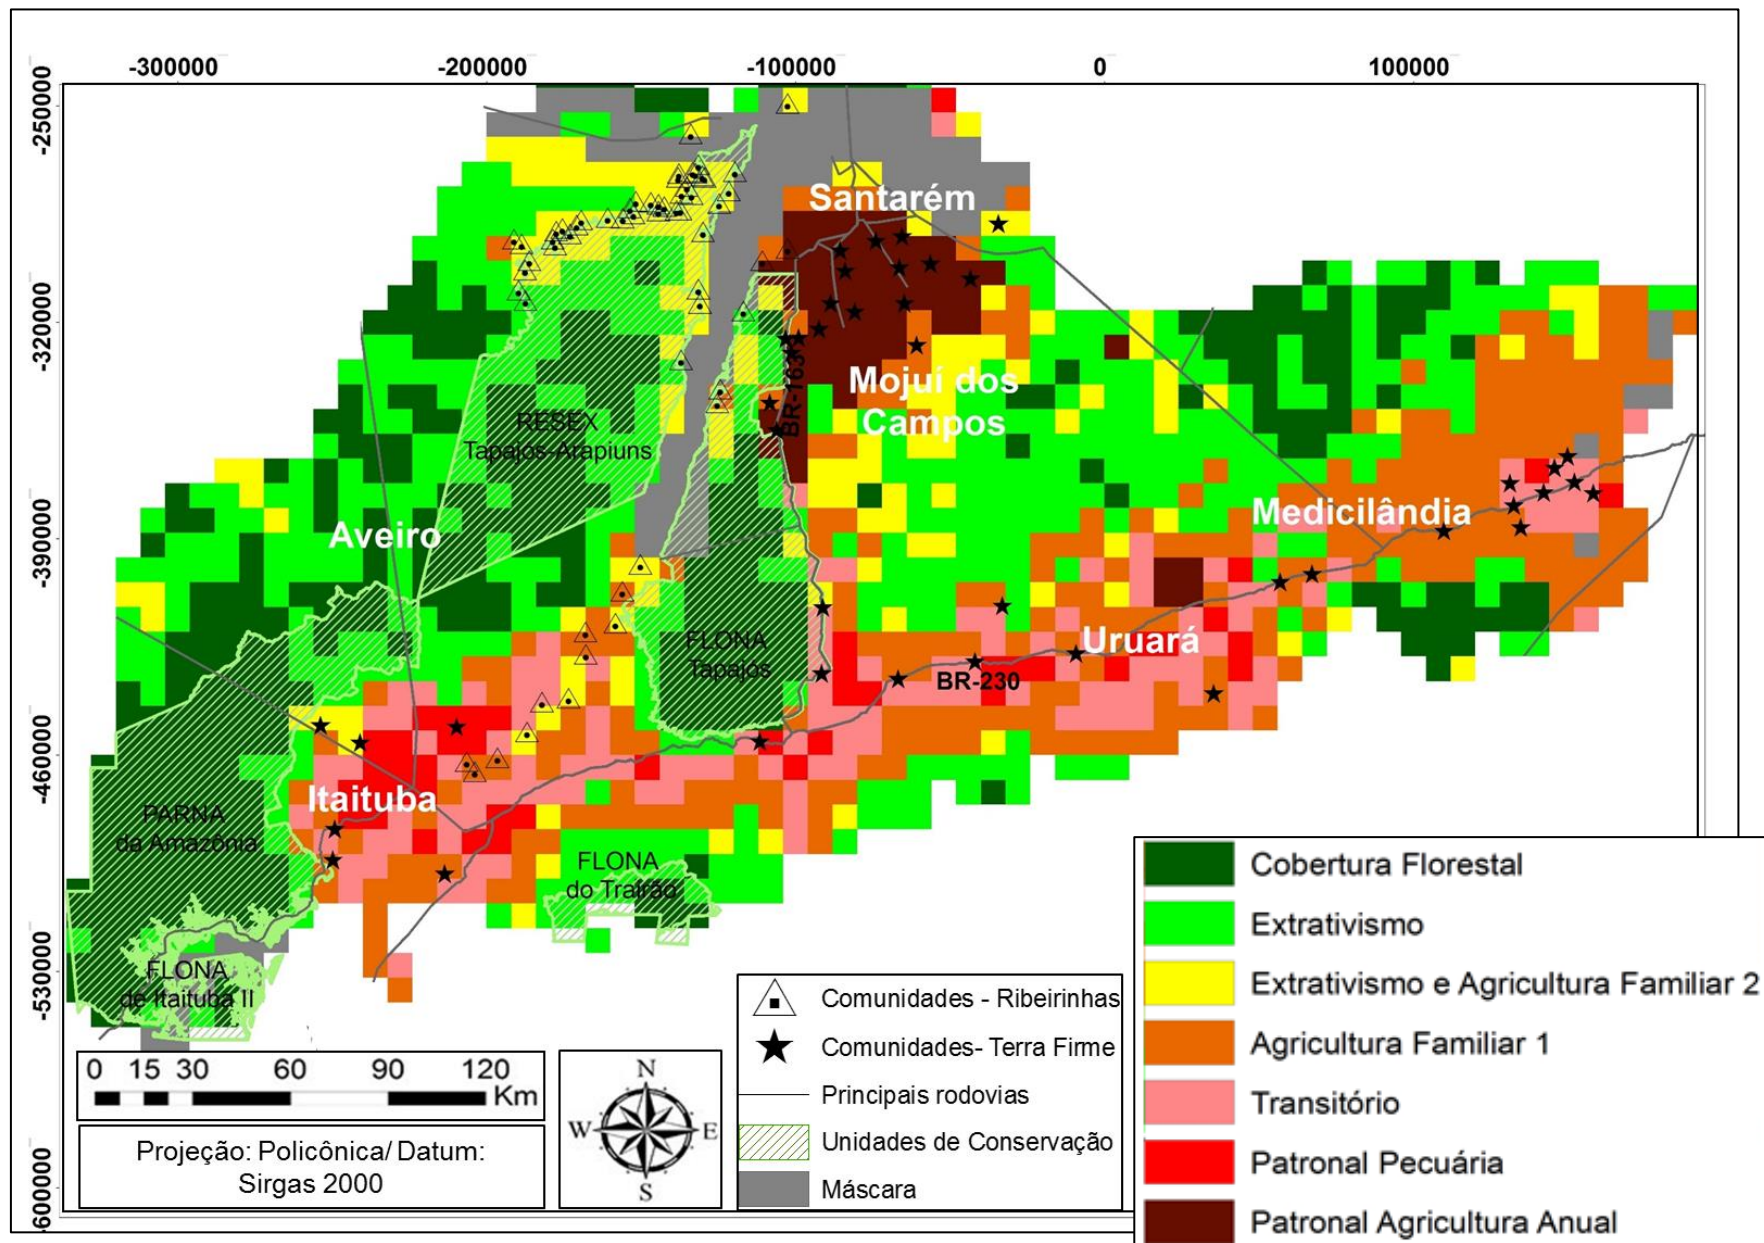 -300000 -200000 -100000 0 100000
-250000
-320000
-390000
-460000
-530000
-600000
Santarém
Mojuí dos
Campos
BR-163
RESEX
Tapajós-Arapiuns
Aveiro
Medicilândia
FLONA
Tapajós
Uruará
BR-230
Itaituba
PARNA
da Amazônia
FLONA
do Trairão
FLONA
de Itaituba II
0 15 30 60 90 120
Km
Projeção: Policônica/ Datum:
Sirgas 2000
N
W E
S
Comunidades - Ribeirinhas
Comunidades- Terra Firme
Principais rodovias
Unidades de Conservação
Máscara
Cobertura Florestal
Extrativismo
Extrativismo e Agricultura Familiar 2
Agricultura Familiar 1
Transitório
Patronal Pecuária
Patronal Agricultura Anual